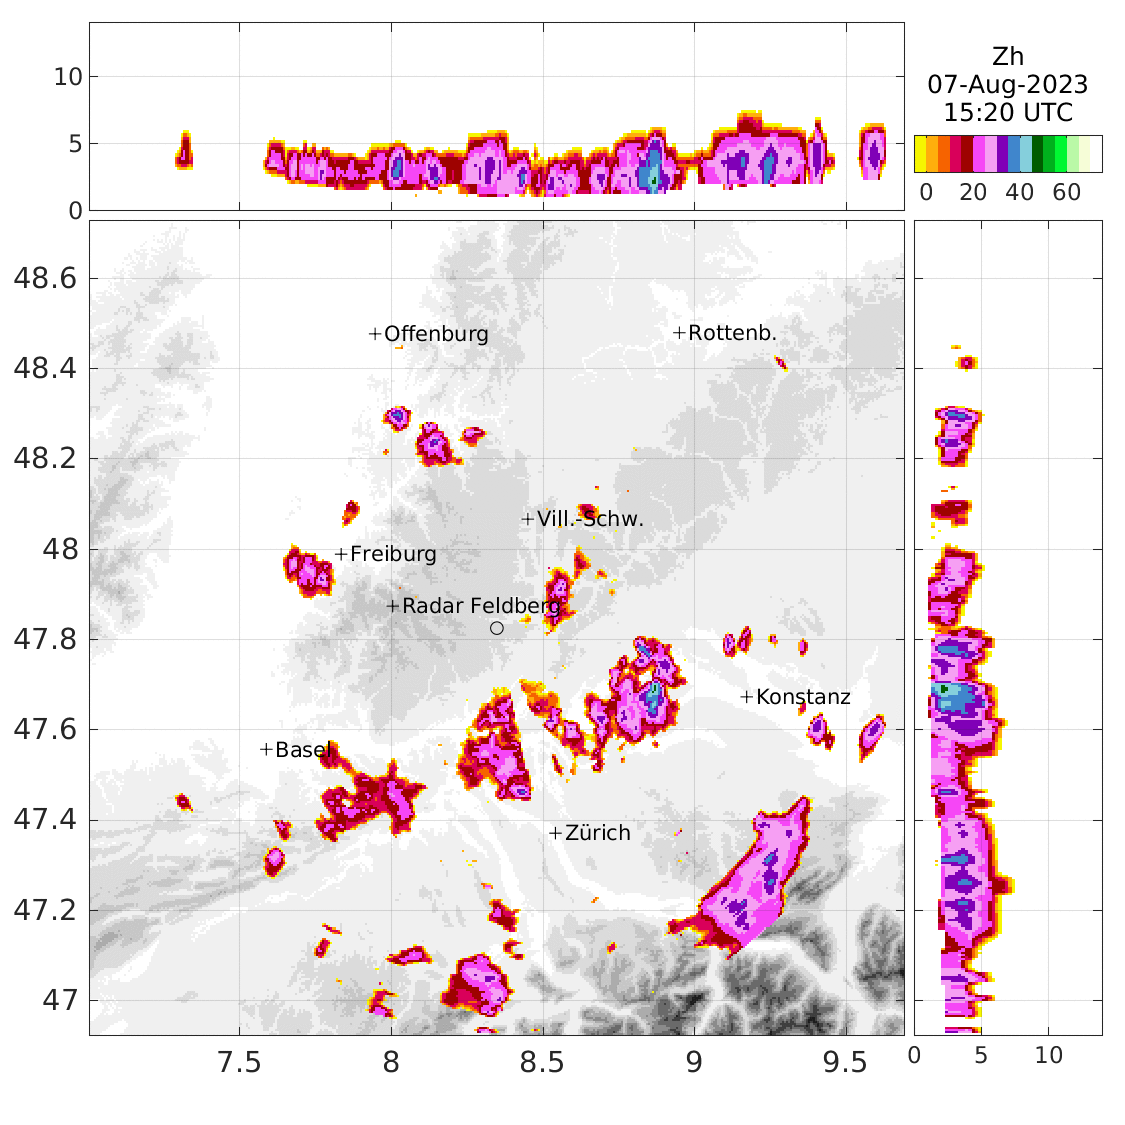 10
5
0
Zh
07-Aug-2023
15:20 UTC
0 20 40 60
48.6
48.4
48.2
48
47.8
47.6
47.4
47.2
47
+Offenburg
+Rottenb.
+Vill.-Schw.
+Freiburg
+Radar Feldberg
+Konstanz
+Basel
+Zürich
7.5 8 8.5 9 9.5
0 5 10